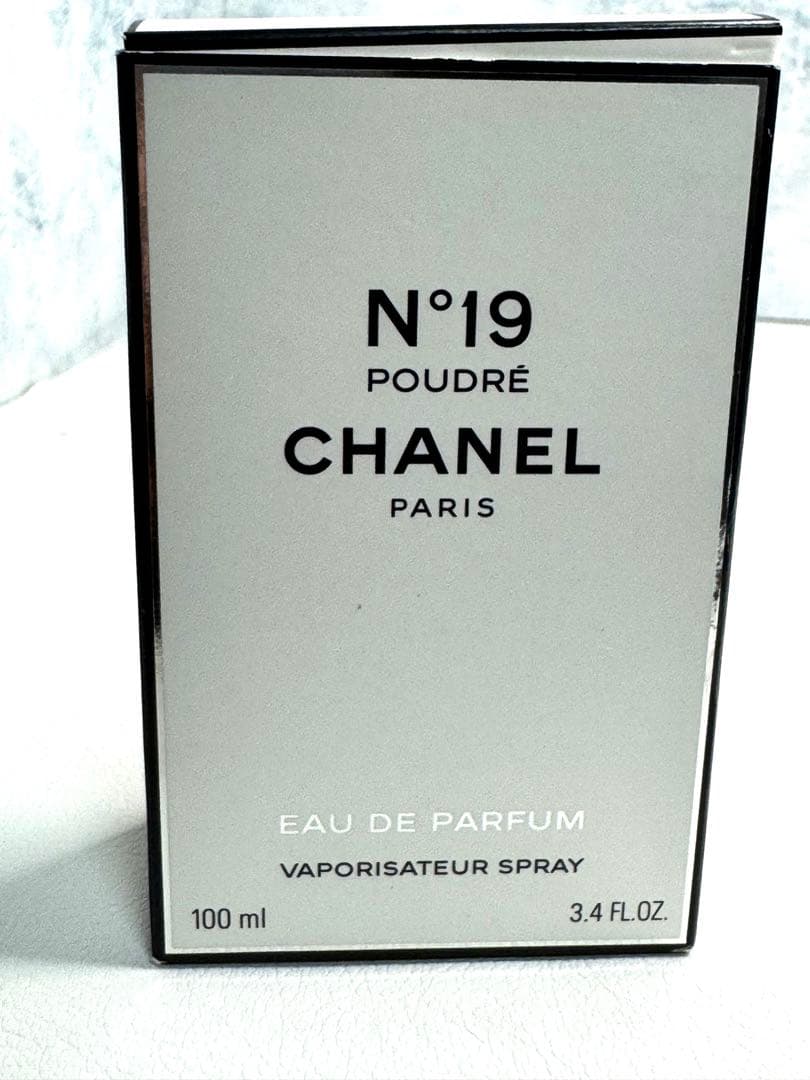 N°19
POUDRÉ
CHANEL
PARIS
EAU DE PARFUM
VAPORISATEUR SPRAY
100 ml
3.4 FL.OZ.